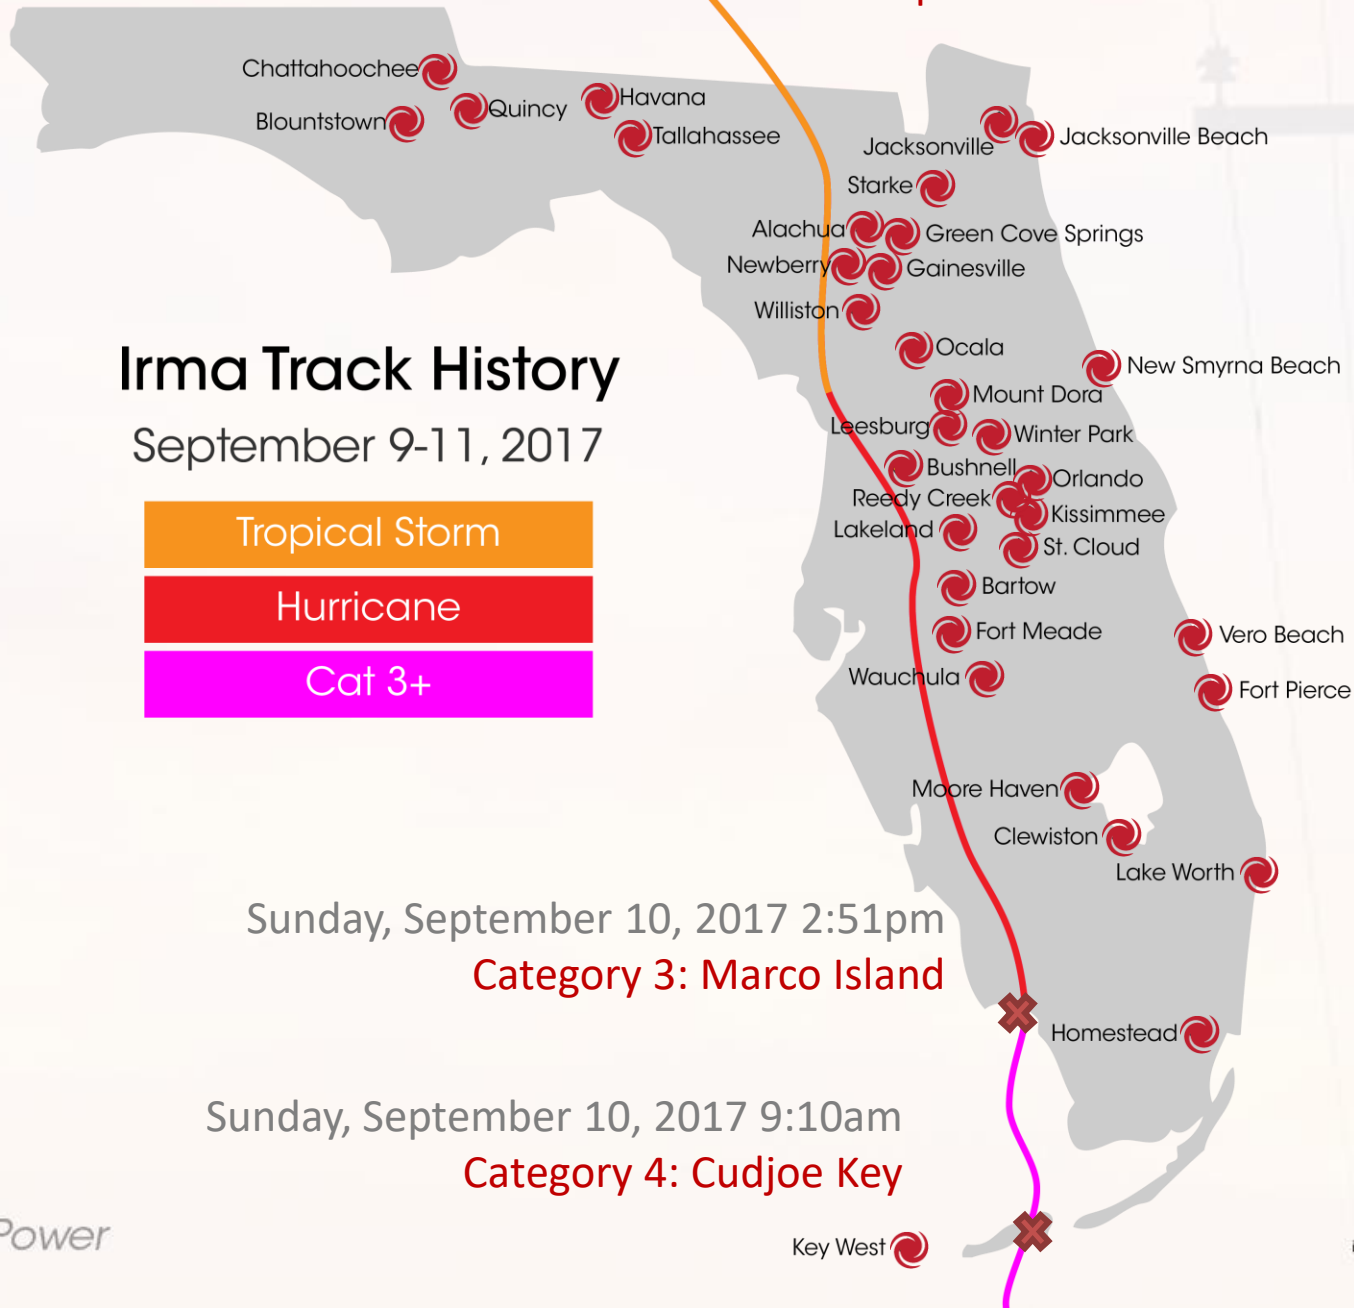 Chattahoochee
Blountstown
Quincy
Havana
Tallahassee
Jacksonville
Jacksonville Beach
Starke
Alachua
Green Cove Springs
Newberry
Gainesville
Williston
Ocala
New Smyrna Beach
Irma Track History
September 9-11, 2017
Tropical Storm
Hurricane
Cat 3+
Mount Dora
Leesburg
Winter Park
Bushnell
Orlando
Reedy Creek
Kissimmee
Lakeland
St. Cloud
Bartow
Fort Meade
Vero Beach
Wauchula
Fort Pierce
Moore Haven
Clewiston
Lake Worth
Sunday, September 10, 2017 2:51pm
Category 3: Marco Island
Homestead
Sunday, September 10, 2017 9:10am
Category 4: Cudjoe Key
Power
Key West